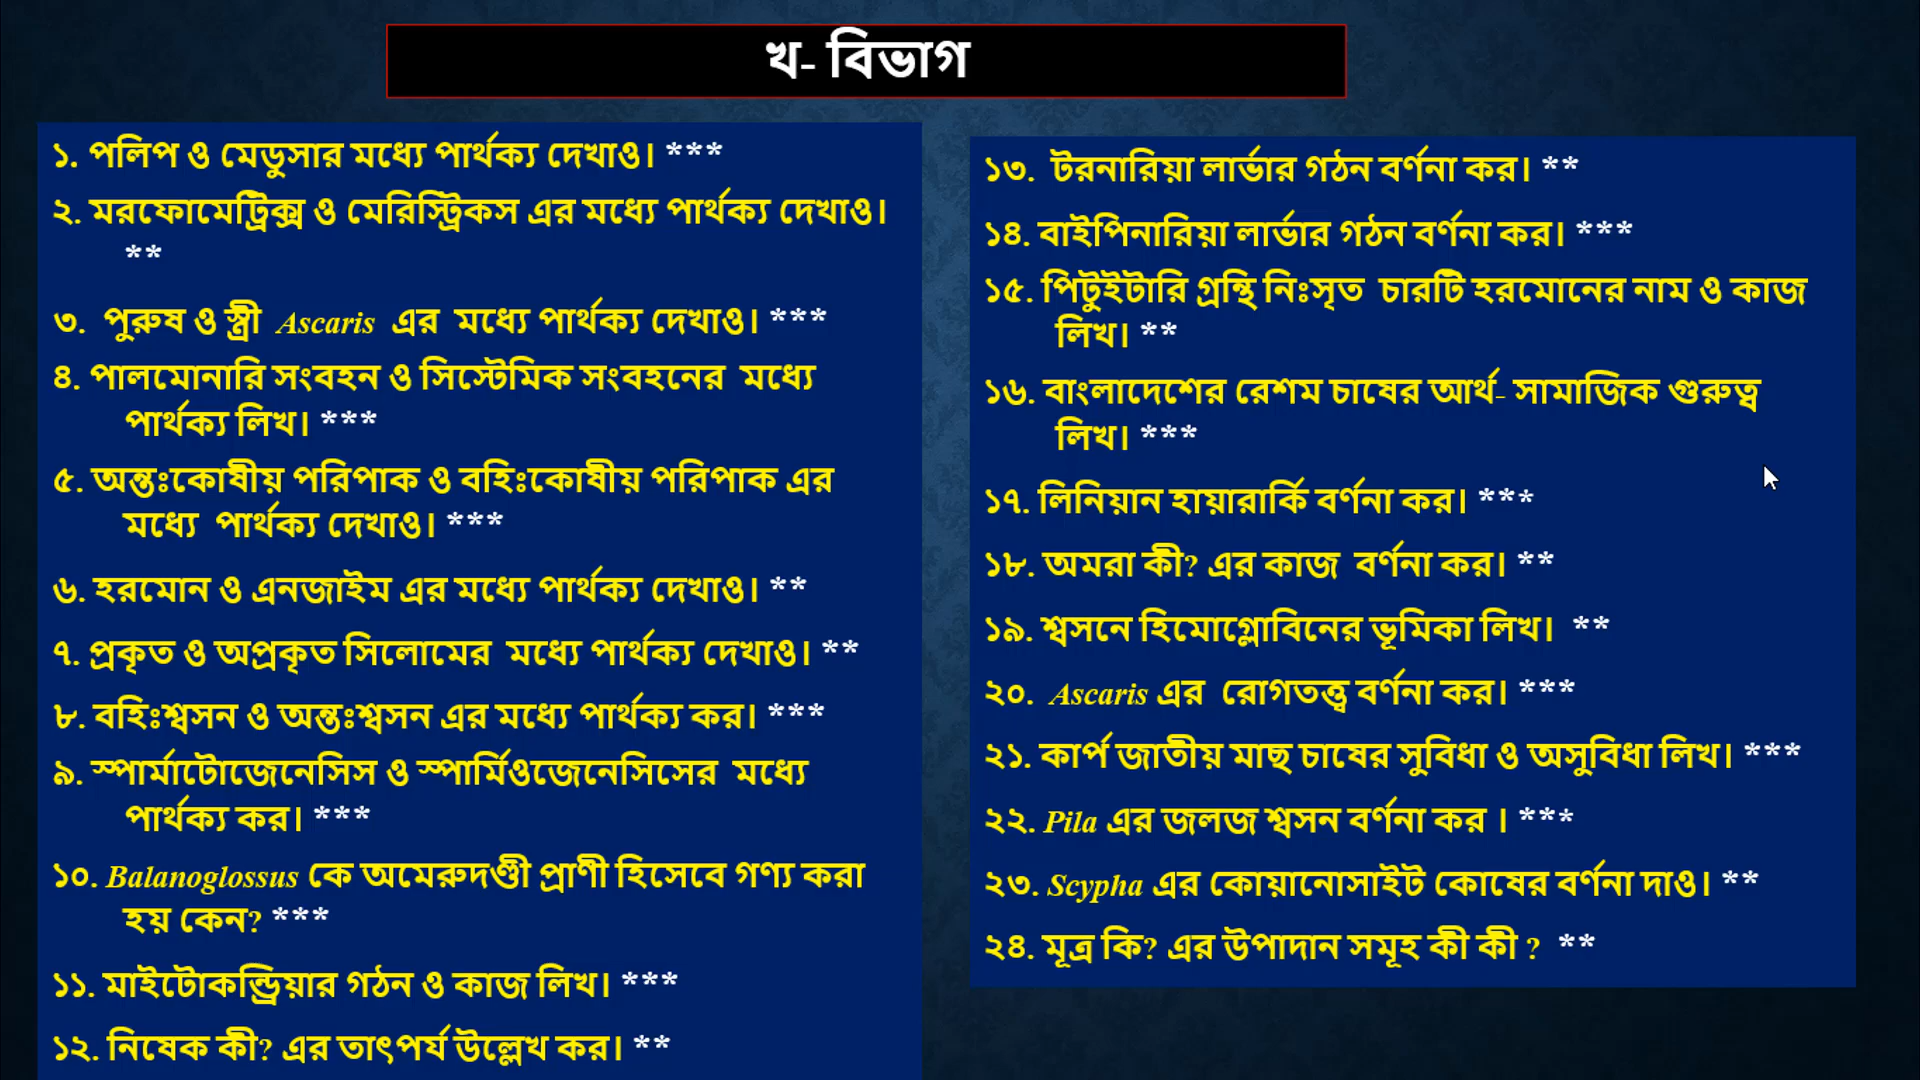 খ- বিভাগ
১. পলিপ ও মেডুসার মধ্যে পার্থক্য দেখাও। ***
২. মরফোমেট্রিক্স ও মেরিস্ট্রিকস এর মধ্যে পার্থক্য দেখাও।
**
৩. পুরুষ ও স্ত্রী Ascaris এর মধ্যে পার্থক্য দেখাও। ***
৪. পালমোনারি সংবহন ও সিস্টেমিক সংবহনের মধ্যে
পার্থক্য লিখ। ***
৫. অন্তঃকোষীয় পরিপাক ও বহিঃকোষীয় পরিপাক এর
মধ্যে পার্থক্য দেখাও। ***
৬. হরমোন ও এনজাইম এর মধ্যে পার্থক্য দেখাও। **
৭. প্রকৃত ও অপ্রকৃত সিলোমের মধ্যে পার্থক্য দেখাও। **
৮. বহিঃশ্বসন ও অন্তঃশ্বসন এর মধ্যে পার্থক্য কর। ***
৯. স্পার্মাটোজেনেসিস ও স্পার্মিওজেনেসিসের মধ্যে
পার্থক্য কর। ***
১০. Balanoglossus কে অমেরুদণ্ডী প্রাণী হিসেবে গণ্য করা
হয় কেন? ***
১১. মাইটোকন্ড্রিয়ার গঠন ও কাজ লিখ। ***
১২. নিষেক কী? এর তাৎপর্য উল্লেখ কর। **
১৩. টরনারিয়া লার্ভার গঠন বর্ণনা কর। **
১৪. বাইপিনারিয়া লার্ভার গঠন বর্ণনা কর। ***
১৫. পিটুইটারি গ্রন্থি নিঃসৃত চারটি হরমোনের নাম ও কাজ
লিখ। **
১৬. বাংলাদেশের রেশম চাষের আর্থ- সামাজিক গুরুত্ব
লিখ। ***
১৭. লিনিয়ান হায়ারার্কি বর্ণনা কর। ***
১৮. অমরা কী? এর কাজ বর্ণনা কর। **
১৯. শ্বসনে হিমোগ্লোবিনের ভূমিকা লিখ। **
২০. Ascaris এর রোগতত্ত্ব বর্ণনা কর। ***
২১. কার্প জাতীয় মাছ চাষের সুবিধা ও অসুবিধা লিখ। ***
২২. Pila এর জলজ শ্বসন বর্ণনা কর । ***
২৩. Scypha এর কোয়ানোসাইট কোষের বর্ণনা দাও। **
২৪. মূত্র কি? এর উপাদান সমূহ কী কী ? **